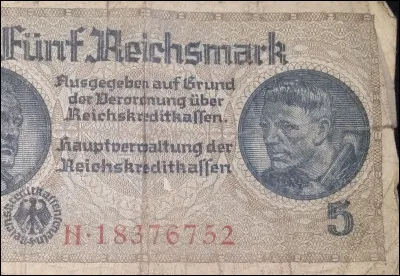 Fünf Reichsmark
Ausgegeben auf Grund
der Verordnung über
Reichskreditkassen.
Hauptverwaltung der
Reichskreditkassen
5
H·18376752